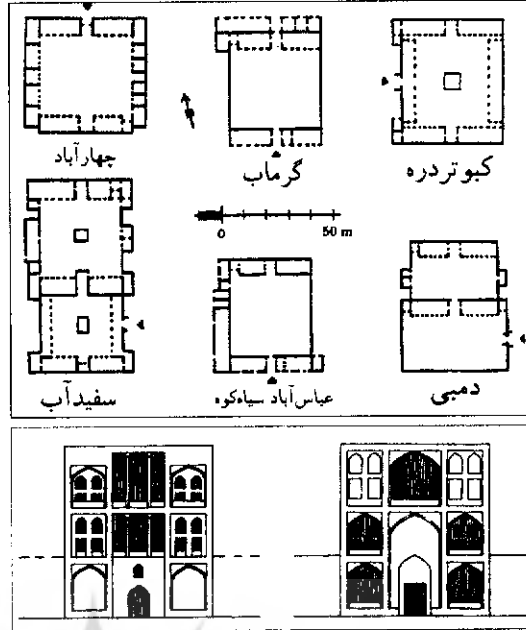 چهارآباد
گرماب
کبوتردره
0 50 m
سفیدآب
عباس‌آباد سیاه‌کوه
دمبی